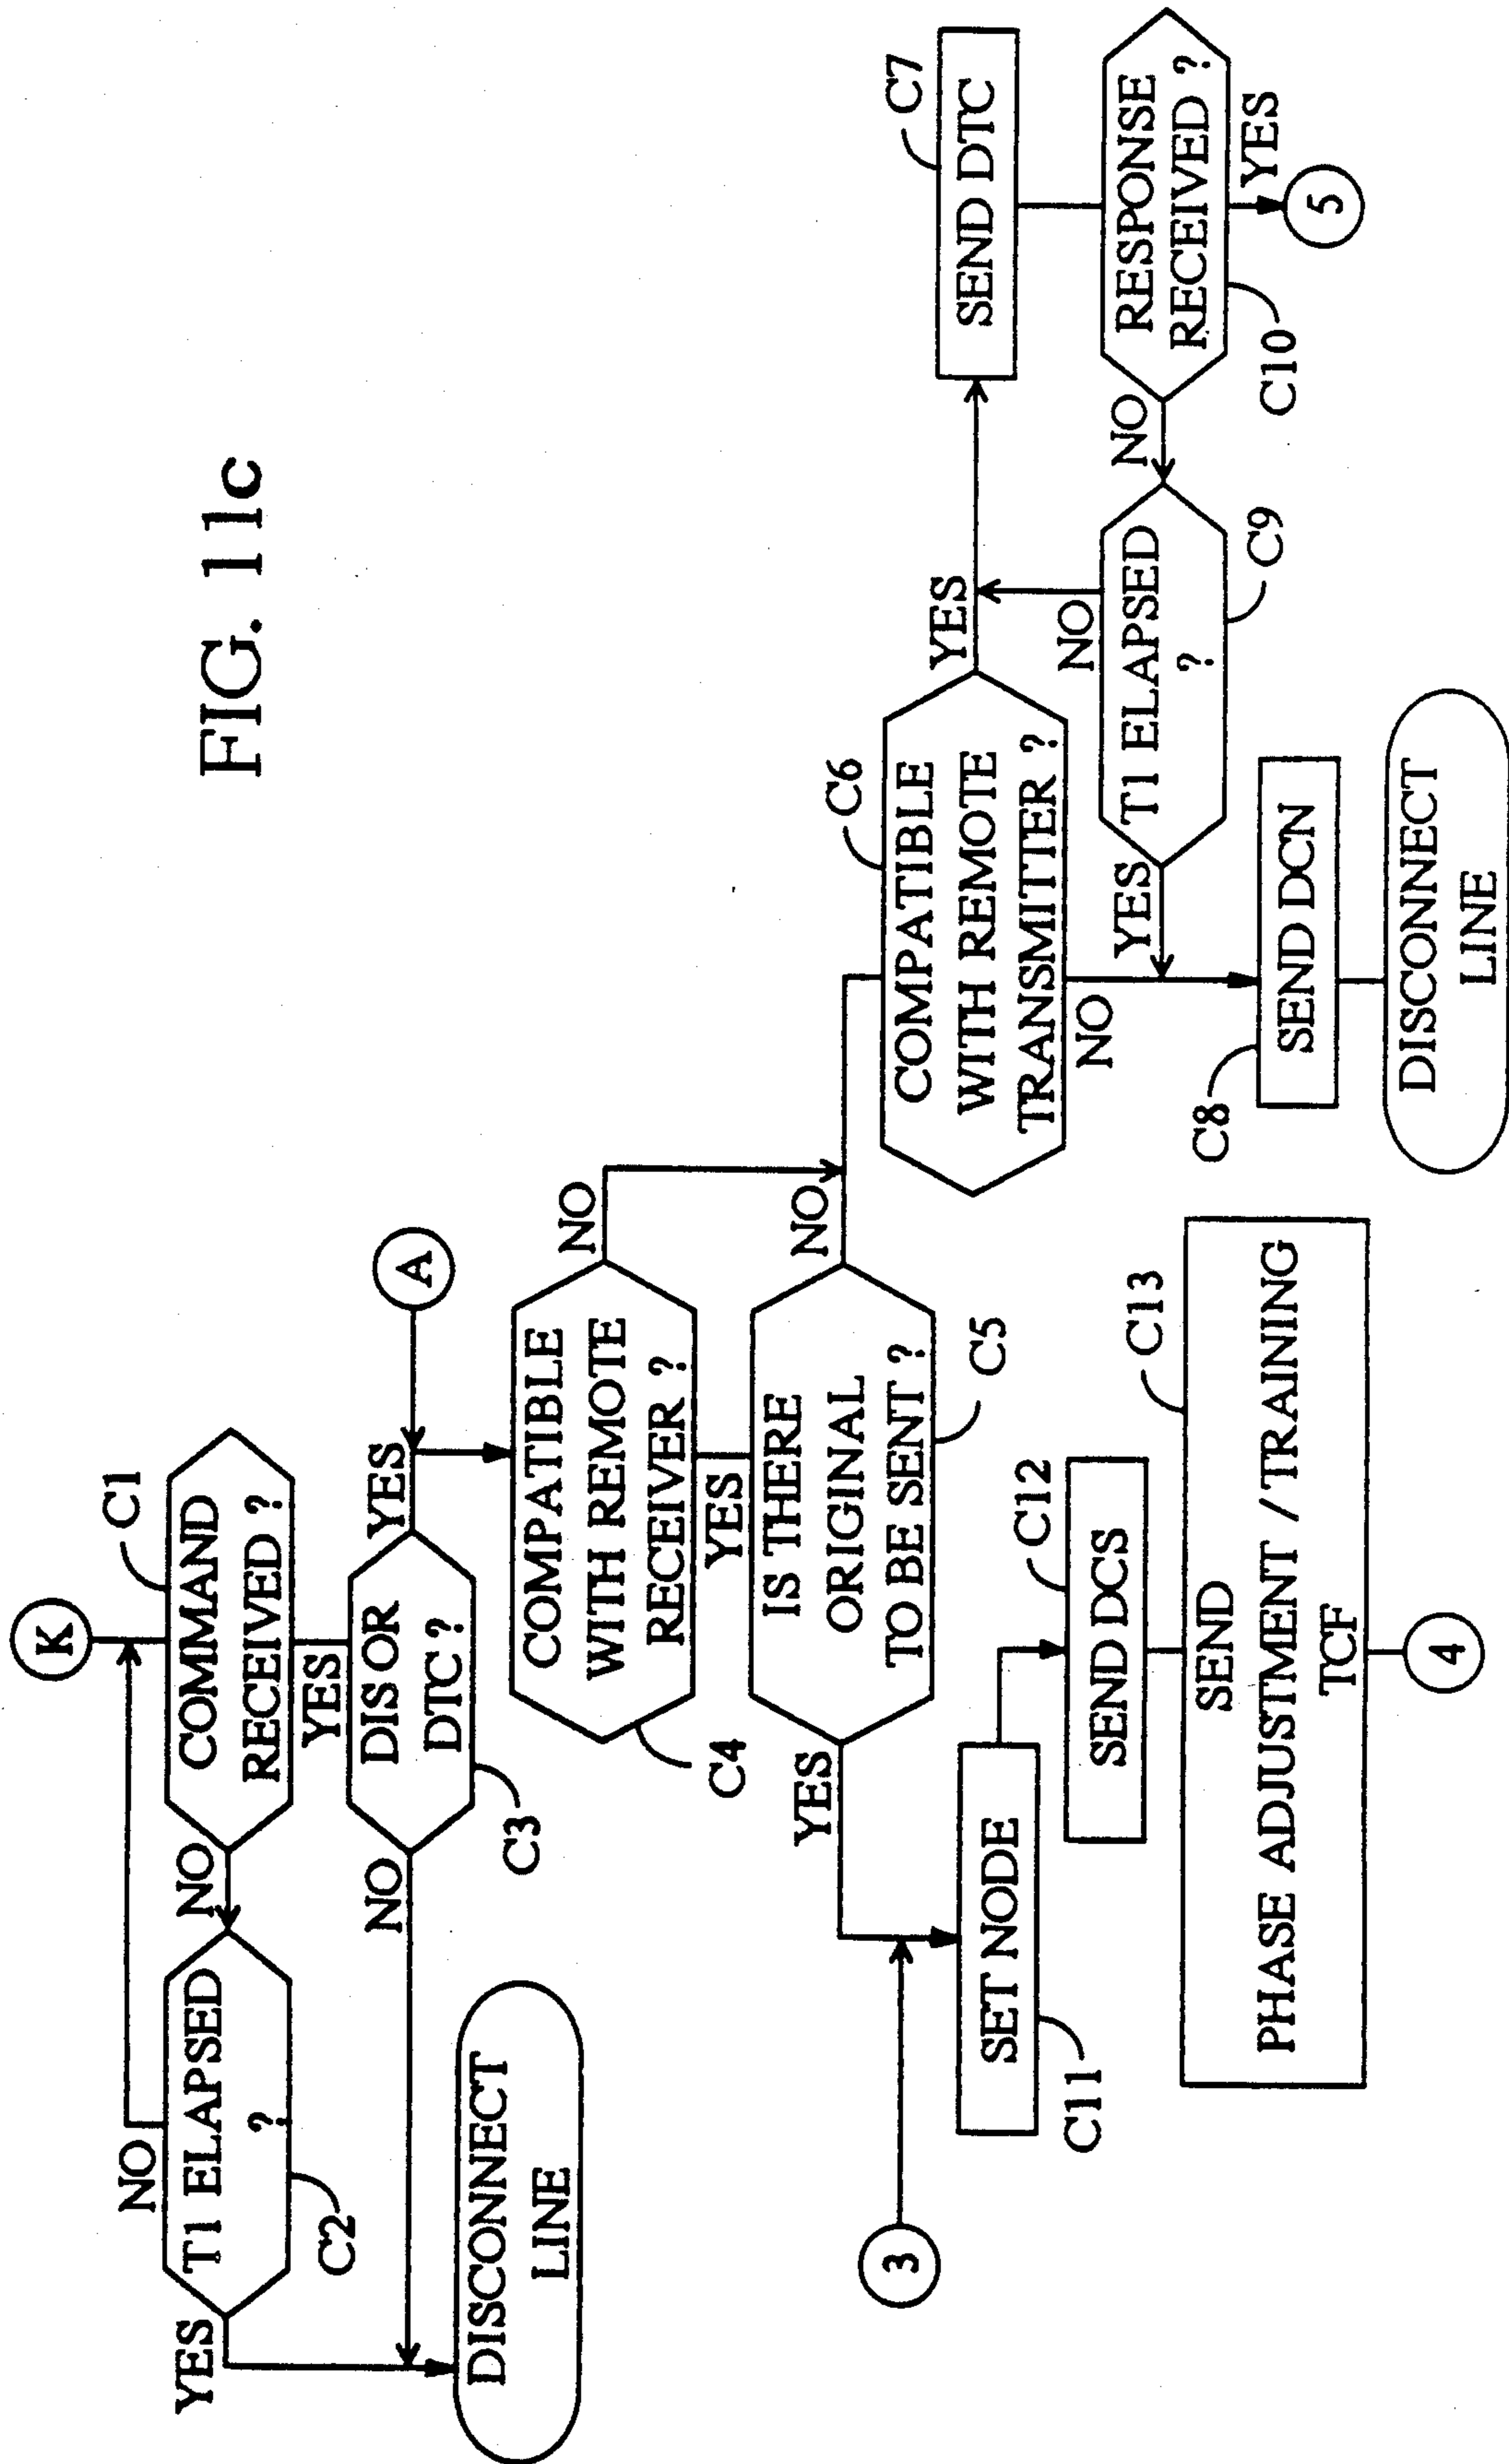 FIG. 11c
K
C1
COMMAND
RECEIVED ?
NO
YES
T1 ELAPSED
?
NO
YES
C2
DIS OR
DTC ?
YES
NO
C3
A
DISCONNECT
LINE
COMPATIBLE
WITH REMOTE
RECEIVER ?
NO
YES
C4
IS THERE
ORIGINAL
TO BE SENT ?
NO
YES
C5
3
SET NODE
C11
C12
SEND DCS
C13
SEND
PHASE ADJUSTMENT / TRAINING
TCF
4
C6
COMPATIBLE
WITH REMOTE
TRANSMITTER ?
YES
NO
C7
SEND DTC
RESPONSE
RECEIVED ?
NO
YES
C10
5
T1 ELAPSED
?
NO
YES
C9
C8
SEND DCN
DISCONNECT
LINE